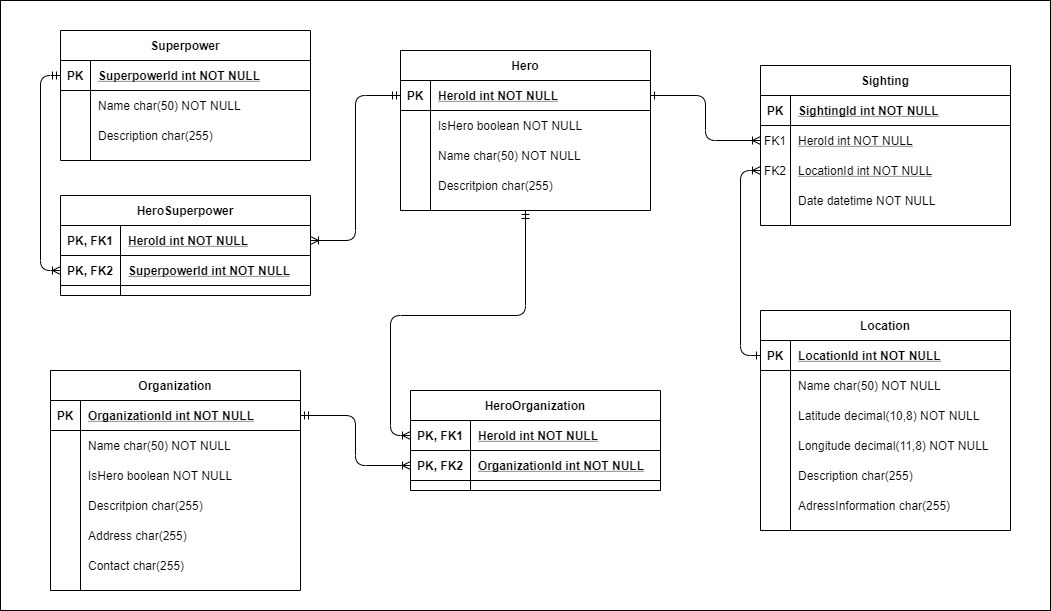 Superpower
PK SuperpowerId int NOT NULL
Name char(50) NOT NULL
Description char(255)
HeroSuperpower
PK, FK1 HeroId int NOT NULL
PK, FK2 SuperpowerId int NOT NULL
Hero
PK HeroId int NOT NULL
IsHero boolean NOT NULL
Name char(50) NOT NULL
Descritpion char(255)
Sighting
PK SightingId int NOT NULL
FK1 HeroId int NOT NULL
FK2 LocationId int NOT NULL
Date datetime NOT NULL
Location
PK LocationId int NOT NULL
Name char(50) NOT NULL
Latitude decimal(10,8) NOT NULL
Longitude decimal(11,8) NOT NULL
Description char(255)
AdressInformation char(255)
Organization
PK OrganizationId int NOT NULL
Name char(50) NOT NULL
IsHero boolean NOT NULL
Descritpion char(255)
Address char(255)
Contact char(255)
HeroOrganization
PK, FK1 HeroId int NOT NULL
PK, FK2 OrganizationId int NOT NULL